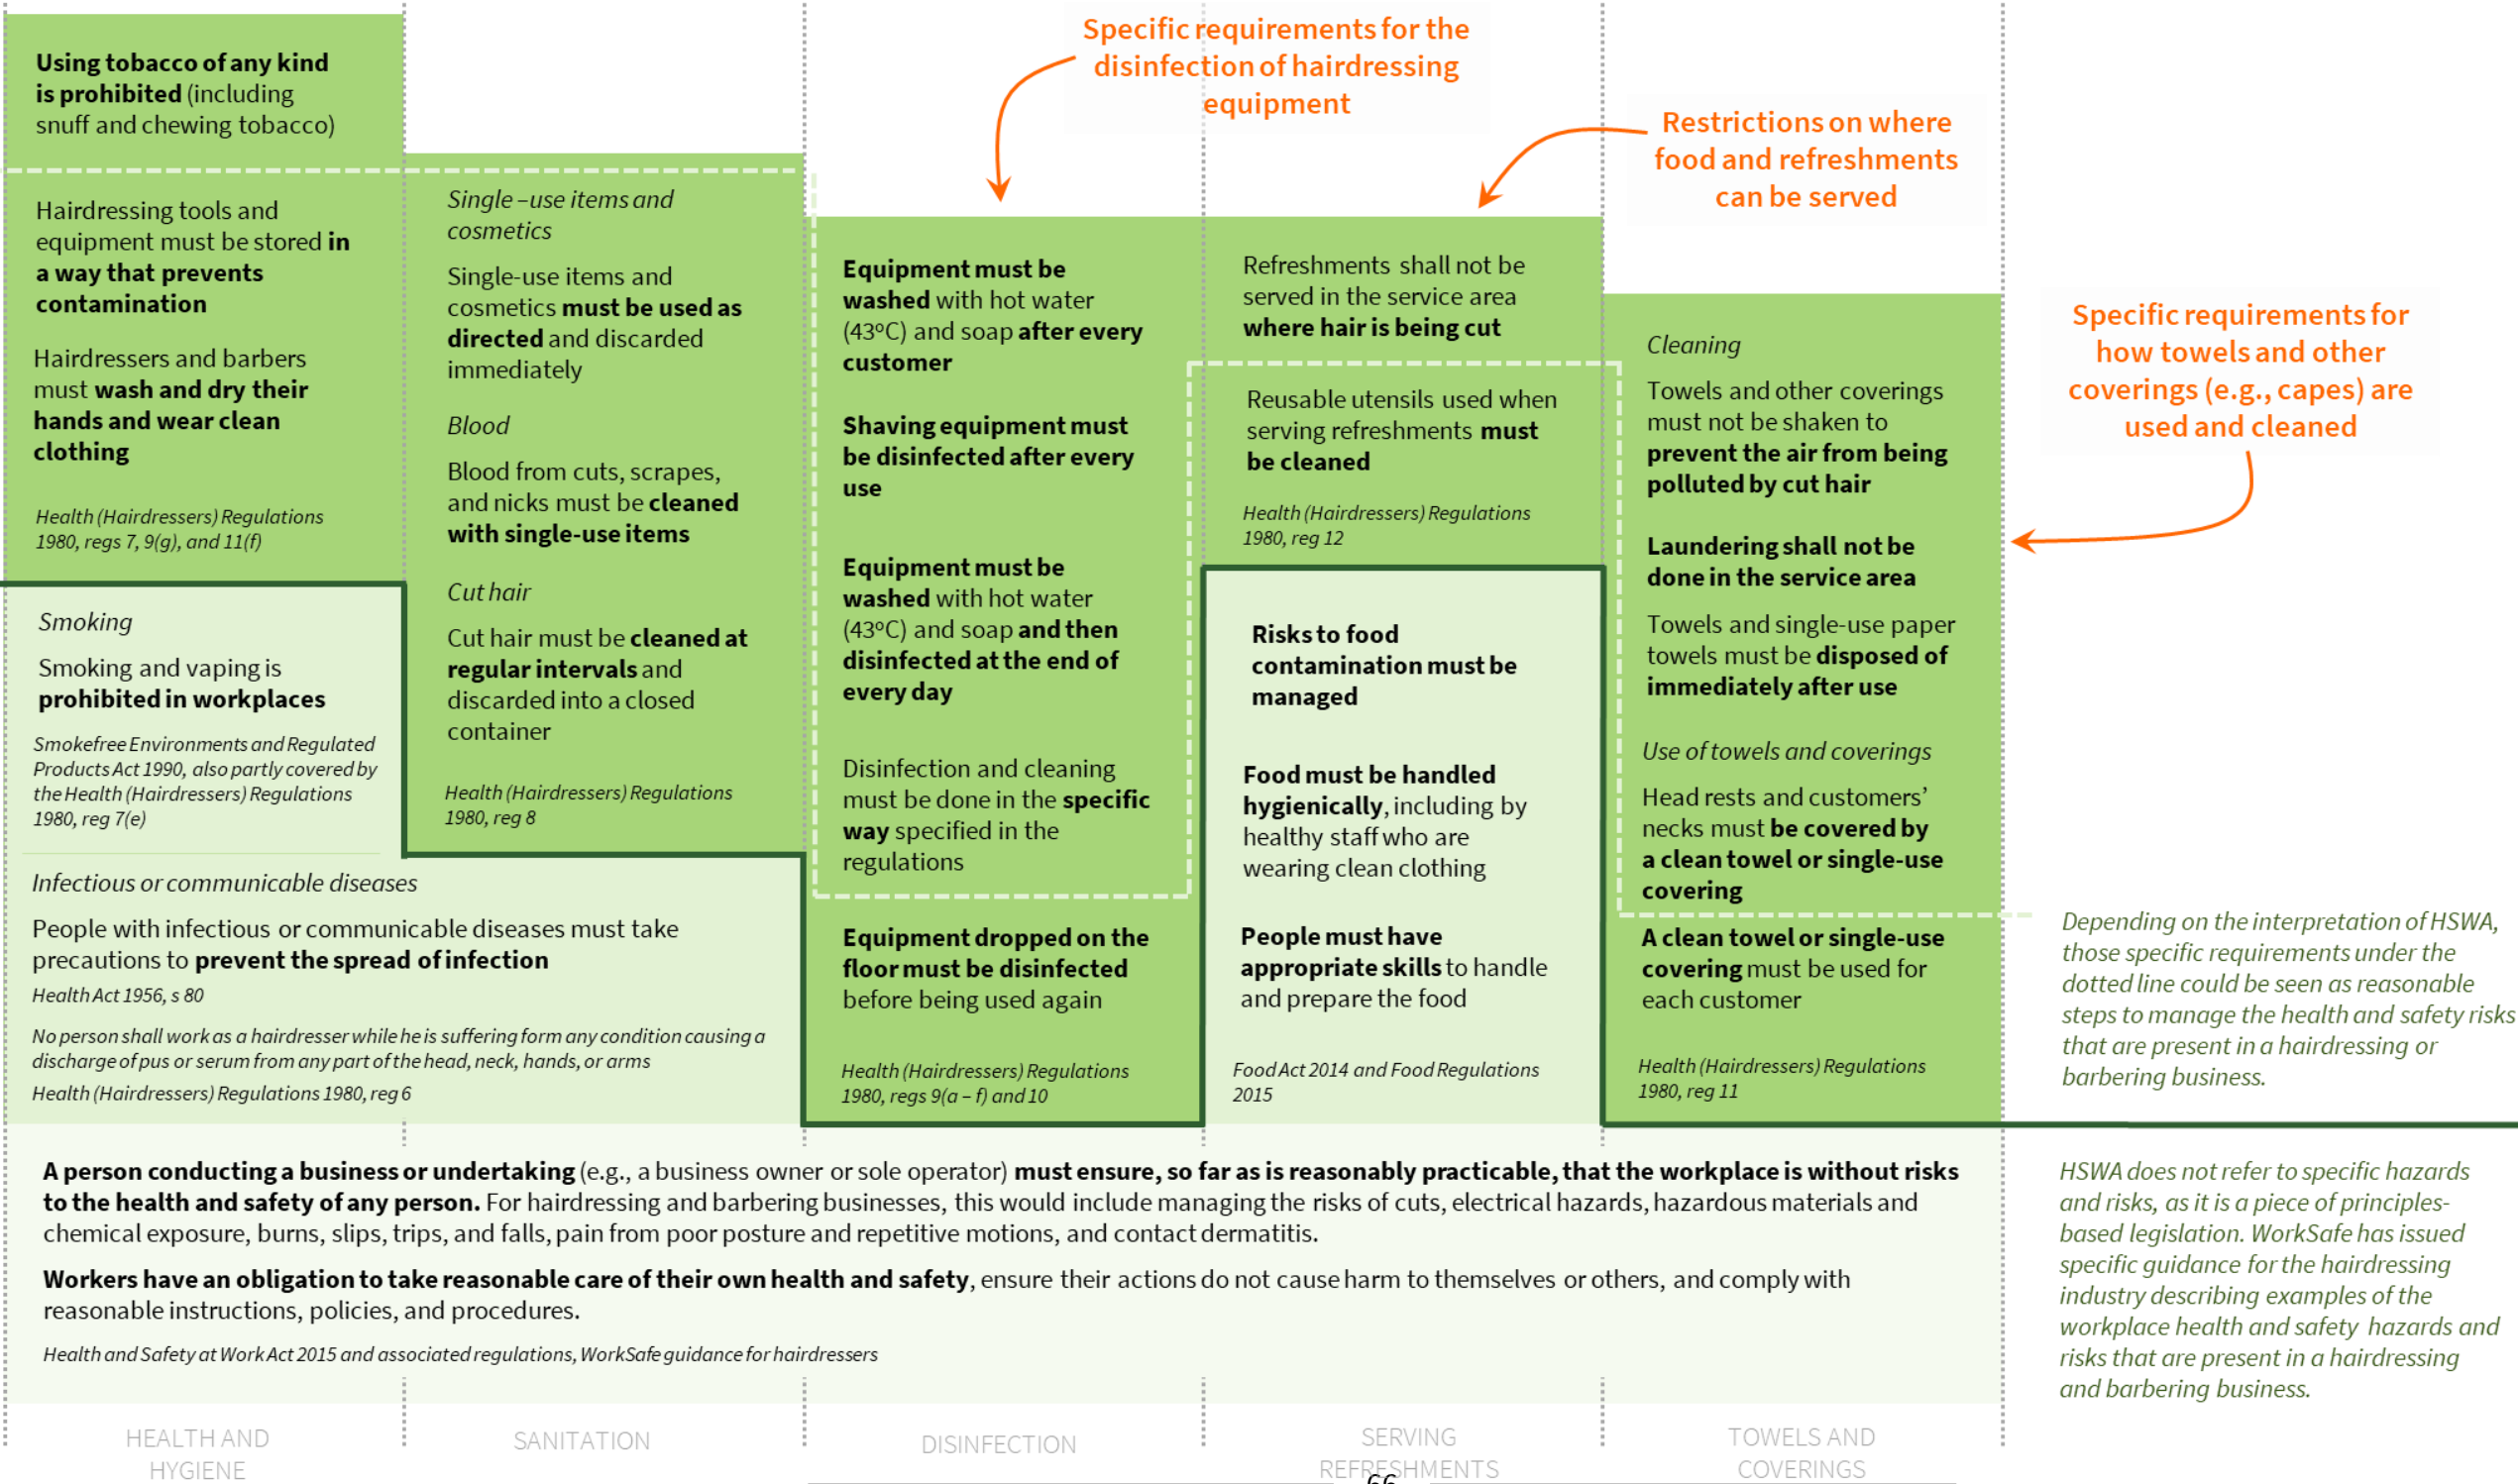 Specific requirements for the
disinfection of hairdressing
equipment
Restrictions on where
food and refreshments
can be served
Specific requirements for
how towels and other
coverings (e.g., capes) are
used and cleaned
Using tobacco of any kind
is prohibited (including
snuff and chewing tobacco)
Hairdressing tools and
equipment must be stored in
a way that prevents
contamination
Hairdressers and barbers
must wash and dry their
hands and wear clean
clothing
Health (Hairdressers) Regulations
1980, regs 7, 9(g), and 11(f)
Smoking
Smoking and vaping is
prohibited in workplaces
Smokefree Environments and Regulated
Products Act 1990, also partly covered by
the Health (Hairdressers) Regulations
1980, reg 7(e)
Single –use items and
cosmetics
Single-use items and
cosmetics must be used as
directed and discarded
immediately
Blood
Blood from cuts, scrapes,
and nicks must be cleaned
with single-use items
Cut hair
Cut hair must be cleaned at
regular intervals and
discarded into a closed
container
Health (Hairdressers) Regulations
1980, reg 8
Infectious or communicable diseases
People with infectious or communicable diseases must take
precautions to prevent the spread of infection
Health Act 1956, s 80
No person shall work as a hairdresser while he is suffering form any condition causing a
discharge of pus or serum from any part of the head, neck, hands, or arms
Health (Hairdressers) Regulations 1980, reg 6
Equipment must be
washed with hot water
(43ºC) and soap after every
customer
Shaving equipment must
be disinfected after every
use
Equipment must be
washed with hot water
(43ºC) and soap and then
disinfected at the end of
every day
Disinfection and cleaning
must be done in the specific
way specified in the
regulations
Equipment dropped on the
floor must be disinfected
before being used again
Health (Hairdressers) Regulations
1980, regs 9(a – f) and 10
Refreshments shall not be
served in the service area
where hair is being cut
Reusable utensils used when
serving refreshments must
be cleaned
Health (Hairdressers) Regulations
1980, reg 12
Risks to food
contamination must be
managed
Food must be handled
hygienically, including by
healthy staff who are
wearing clean clothing
People must have
appropriate skills to handle
and prepare the food
Food Act 2014 and Food Regulations
2015
Cleaning
Towels and other coverings
must not be shaken to
prevent the air from being
polluted by cut hair
Laundering shall not be
done in the service area
Towels and single-use paper
towels must be disposed of
immediately after use
Use of towels and coverings
Head rests and customers’
necks must be covered by
a clean towel or single-use
covering
A clean towel or single-use
covering must be used for
each customer
Health (Hairdressers) Regulations
1980, reg 11
Depending on the interpretation of HSWA,
those specific requirements under the
dotted line could be seen as reasonable
steps to manage the health and safety risks
that are present in a hairdressing or
barbering business.
A person conducting a business or undertaking (e.g., a business owner or sole operator) must ensure, so far as is reasonably practicable, that the workplace is without risks
to the health and safety of any person. For hairdressing and barbering businesses, this would include managing the risks of cuts, electrical hazards, hazardous materials and
chemical exposure, burns, slips, trips, and falls, pain from poor posture and repetitive motions, and contact dermatitis.
Workers have an obligation to take reasonable care of their own health and safety, ensure their actions do not cause harm to themselves or others, and comply with
reasonable instructions, policies, and procedures.
Health and Safety at Work Act 2015 and associated regulations, WorkSafe guidance for hairdressers
HSWA does not refer to specific hazards
and risks, as it is a piece of principles-
based legislation. WorkSafe has issued
specific guidance for the hairdressing
industry describing examples of the
workplace health and safety hazards and
risks that are present in a hairdressing
and barbering business.
HEALTH AND
HYGIENE
SANITATION
DISINFECTION
SERVING
REFRESHMENTS
TOWELS AND
COVERINGS
66